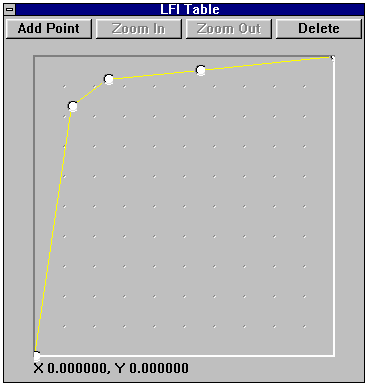 LFI Table
Add Point Zoom In Zoom Out Delete
X 0.000000, Y 0.000000